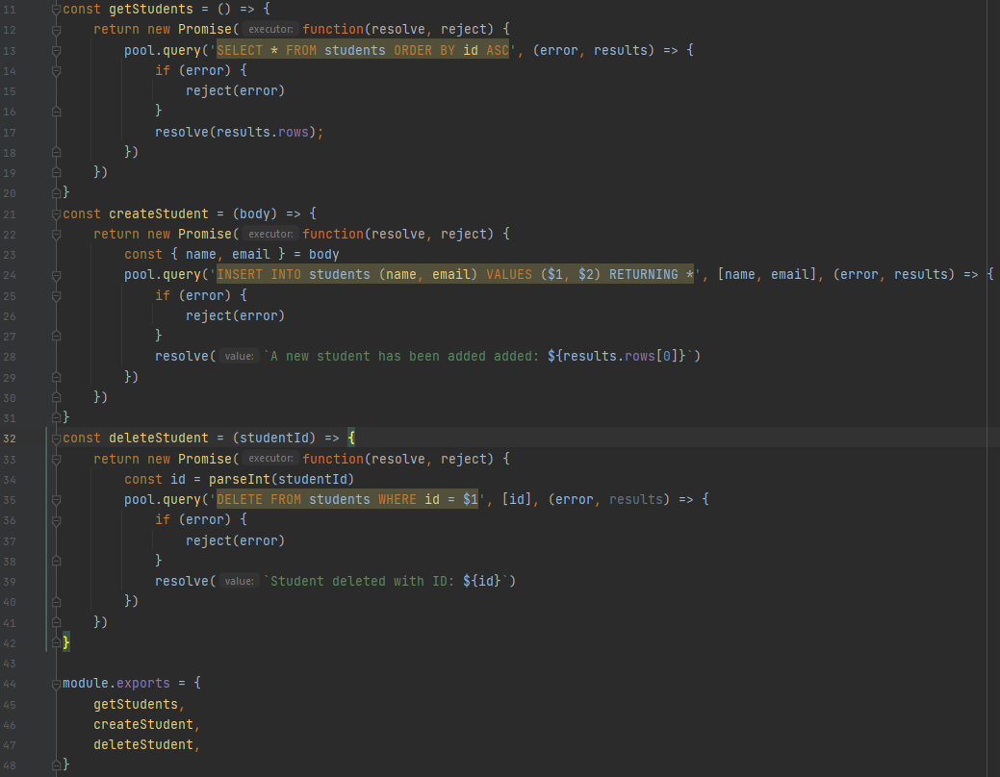 11 const getStudents = () => {
12     return new Promise( executor: function(resolve, reject) {
13         pool.query('SELECT * FROM students ORDER BY id ASC', (error, results) => {
14             if (error) {
15                 reject(error)
16             }
17             resolve(results.rows);
18         })
19     })
20 }
21 const createStudent = (body) => {
22     return new Promise( executor: function(resolve, reject) {
23         const { name, email } = body
24         pool.query('INSERT INTO students (name, email) VALUES ($1, $2) RETURNING *', [name, email], (error, results) => {
25             if (error) {
26                 reject(error)
27             }
28             resolve( value: `A new student has been added added: ${results.rows[0]}`)
29         })
30     })
31 }
32 const deleteStudent = (studentId) => {
33     return new Promise( executor: function(resolve, reject) {
34         const id = parseInt(studentId)
35         pool.query('DELETE FROM students WHERE id = $1', [id], (error, results) => {
36             if (error) {
37                 reject(error)
38             }
39             resolve( value: `Student deleted with ID: ${id}`)
40         })
41     })
42 }
43
44 module.exports = {
45     getStudents,
46     createStudent,
47     deleteStudent,
48 }